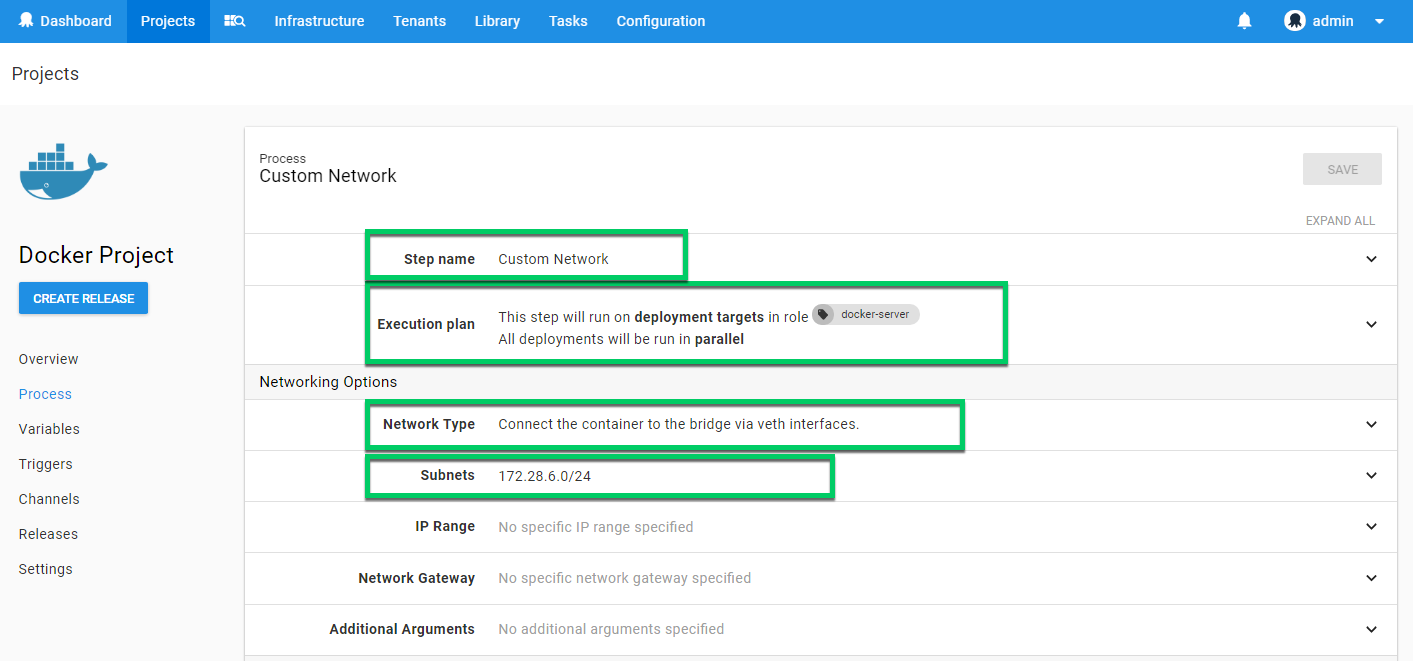 Dashboard Projects Infrastructure Tenants Library Tasks Configuration admin
Projects
Docker Project
CREATE RELEASE
Overview
Process
Variables
Triggers
Channels
Releases
Settings
Process
Custom Network
SAVE
EXPAND ALL
Step name Custom Network
Execution plan This step will run on deployment targets in role docker-server
All deployments will be run in parallel
Networking Options
Network Type Connect the container to the bridge via veth interfaces.
Subnets 172.28.6.0/24
IP Range No specific IP range specified
Network Gateway No specific network gateway specified
Additional Arguments No additional arguments specified